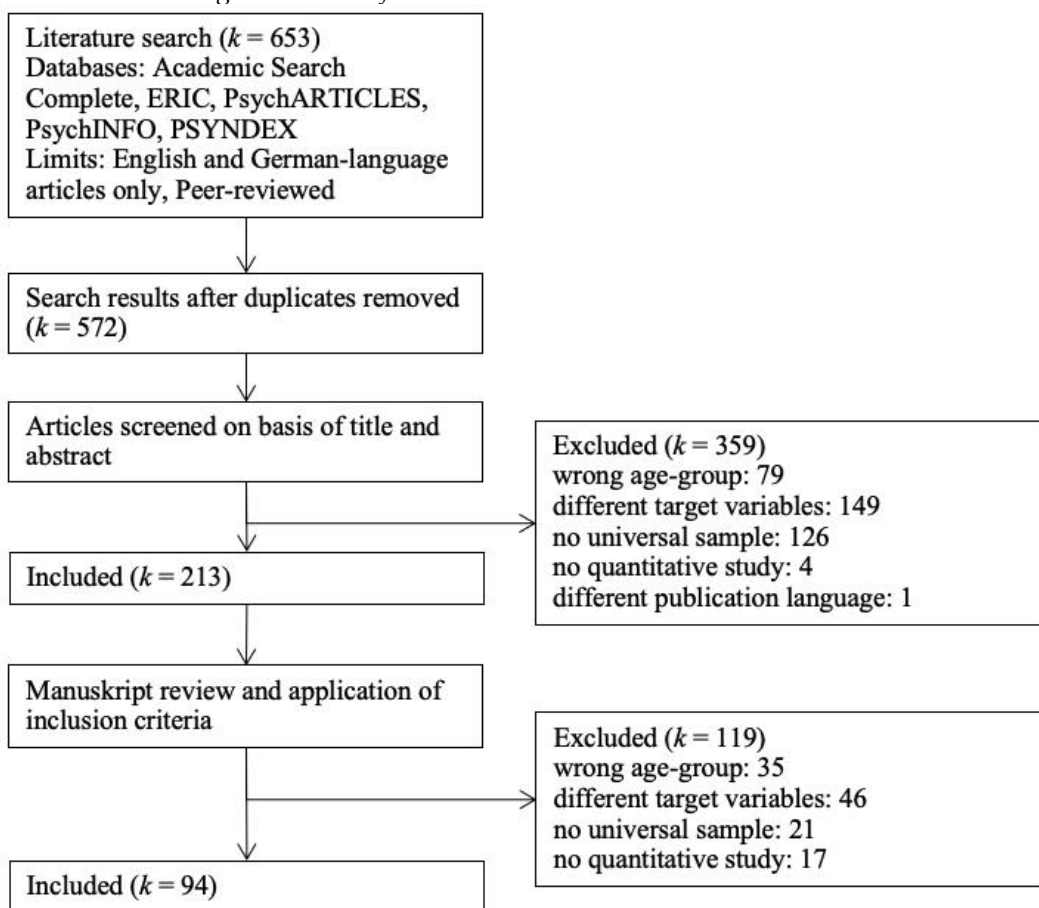 Literature search (k = 653)
Databases: Academic Search
Complete, ERIC, PsychARTICLES,
PsychINFO, PSYNDEX
Limits: English and German-language
articles only, Peer-reviewed
Search results after duplicates removed
(k = 572)
Articles screened on basis of title and
abstract
Excluded (k = 359)
wrong age-group: 79
different target variables: 149
no universal sample: 126
no quantitative study: 4
different publication language: 1
Included (k = 213)
Manuskript review and application of
inclusion criteria
Excluded (k = 119)
wrong age-group: 35
different target variables: 46
no universal sample: 21
no quantitative study: 17
Included (k = 94)